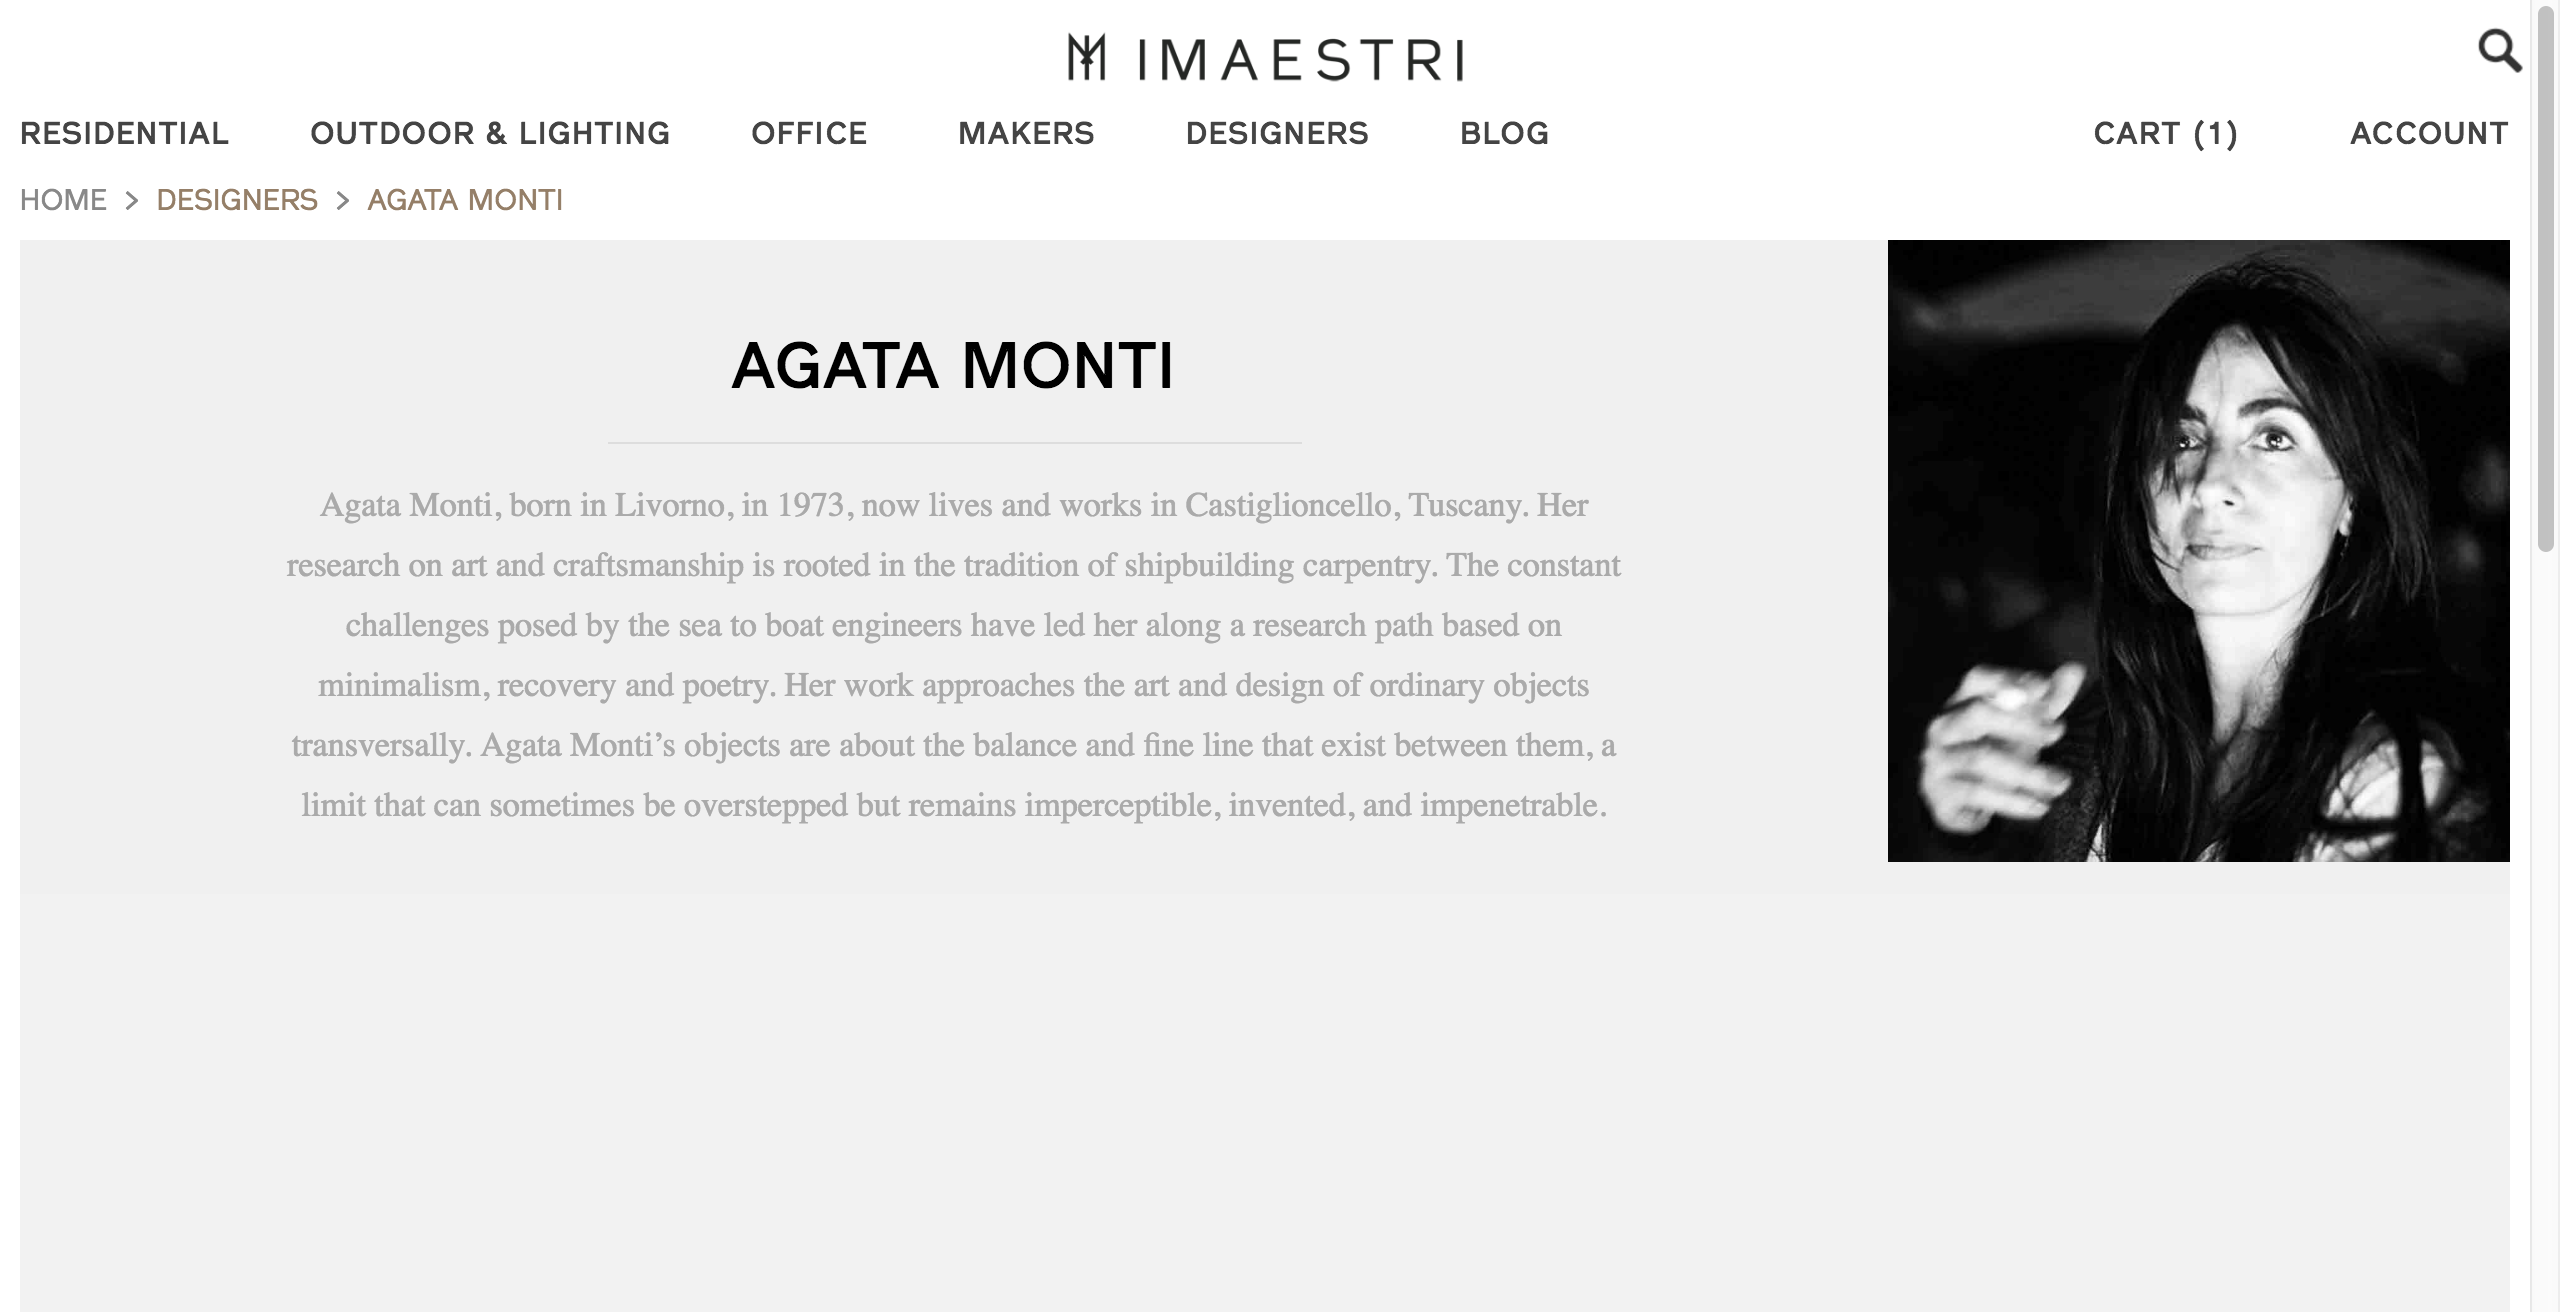 IMAESTRI
RESIDENTIAL OUTDOOR & LIGHTING OFFICE MAKERS DESIGNERS BLOG CART (1) ACCOUNT
HOME > DESIGNERS > AGATA MONTI
AGATA MONTI
Agata Monti, born in Livorno, in 1973, now lives and works in Castiglioncello, Tuscany. Her
research on art and craftsmanship is rooted in the tradition of shipbuilding carpentry. The constant
challenges posed by the sea to boat engineers have led her along a research path based on
minimalism, recovery and poetry. Her work approaches the art and design of ordinary objects
transversally. Agata Monti’s objects are about the balance and fine line that exist between them, a
limit that can sometimes be overstepped but remains imperceptible, invented, and impenetrable.